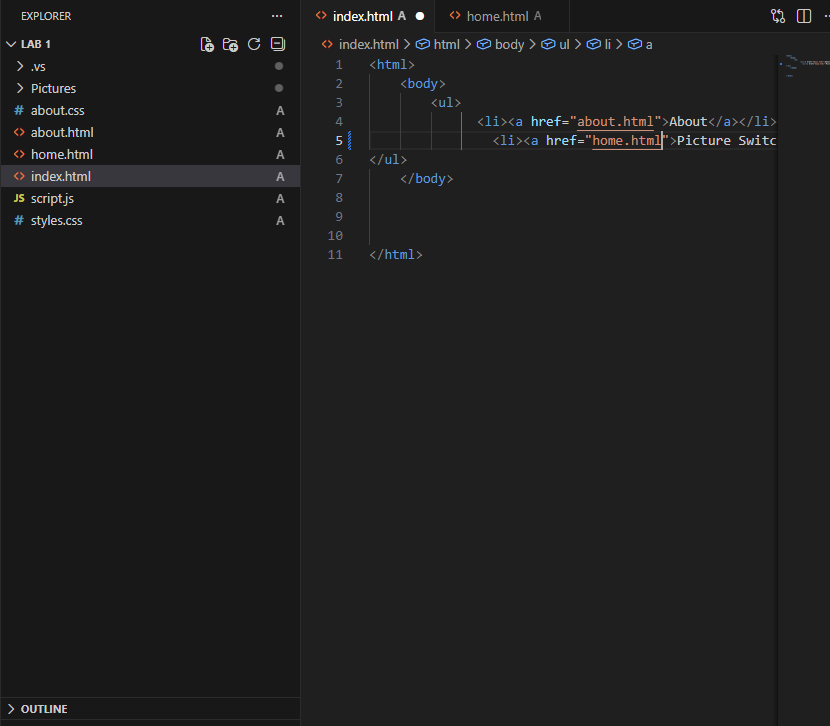 EXPLORER
LAB 1
.vs
Pictures
# about.css A
<> about.html A
<> home.html A
<> index.html A
JS script.js A
# styles.css A
OUTLINE
<> index.html A <> home.html A
<> index.html > html > body > ul > li > a
1 <html>
2 <body>
3 <ul>
4 <li><a href="about.html">About</a></li>
5 <li><a href="home.html">Picture Switc
6 </ul>
7 </body>
8
9
10
11 </html>